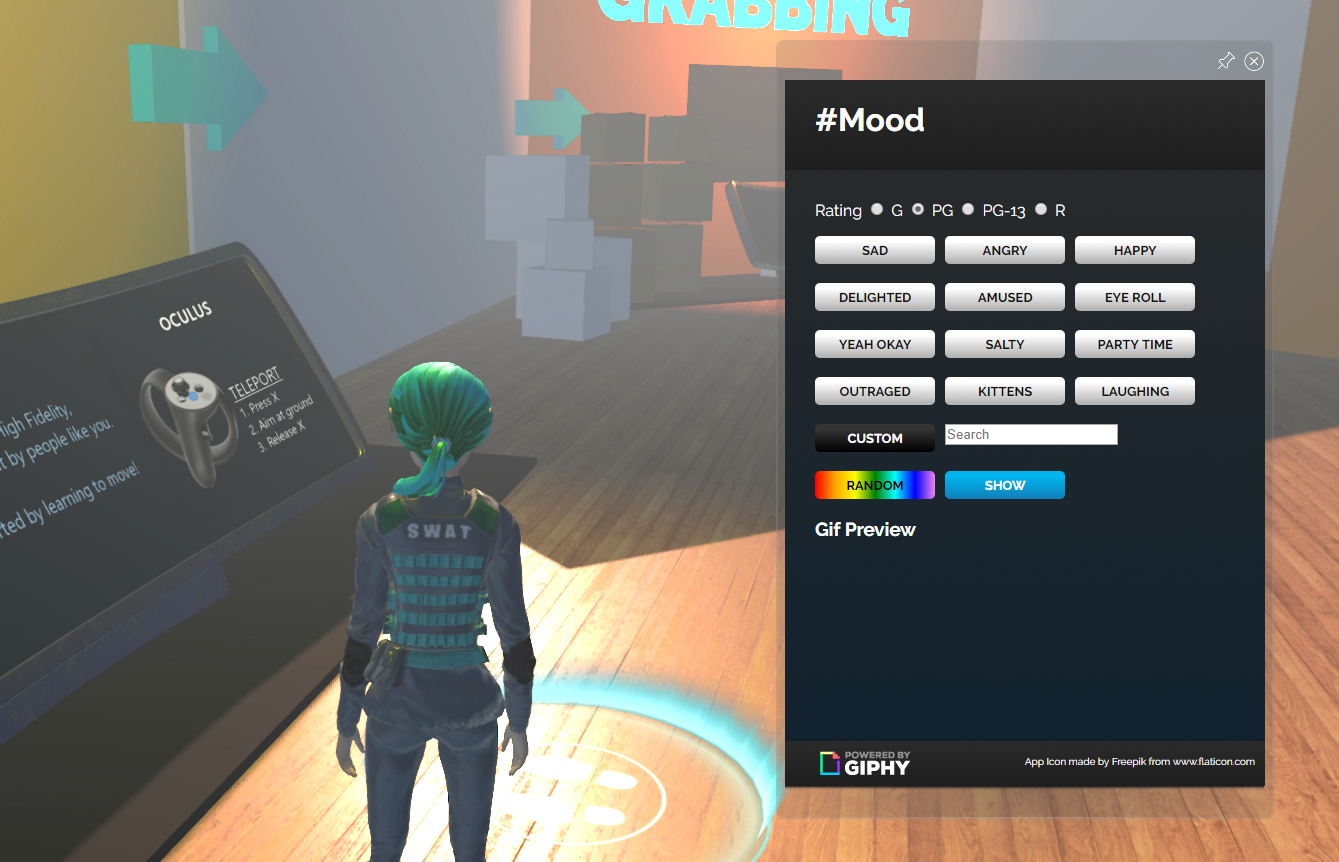 GRABBING
#Mood
Rating G PG PG-13 R
SAD ANGRY HAPPY
DELIGHTED AMUSED EYE ROLL
YEAH OKAY SALTY PARTY TIME
OUTRAGED KITTENS LAUGHING
CUSTOM Search
RANDOM SHOW
Gif Preview
POWERED BY
GIPHY
App Icon made by Freepik from www.flaticon.com
OCULUS
TELEPORT
1. Press X
2. Aim at ground
3. Release X
High Fidelity,
by people like you.
by learning to move!
SWAT